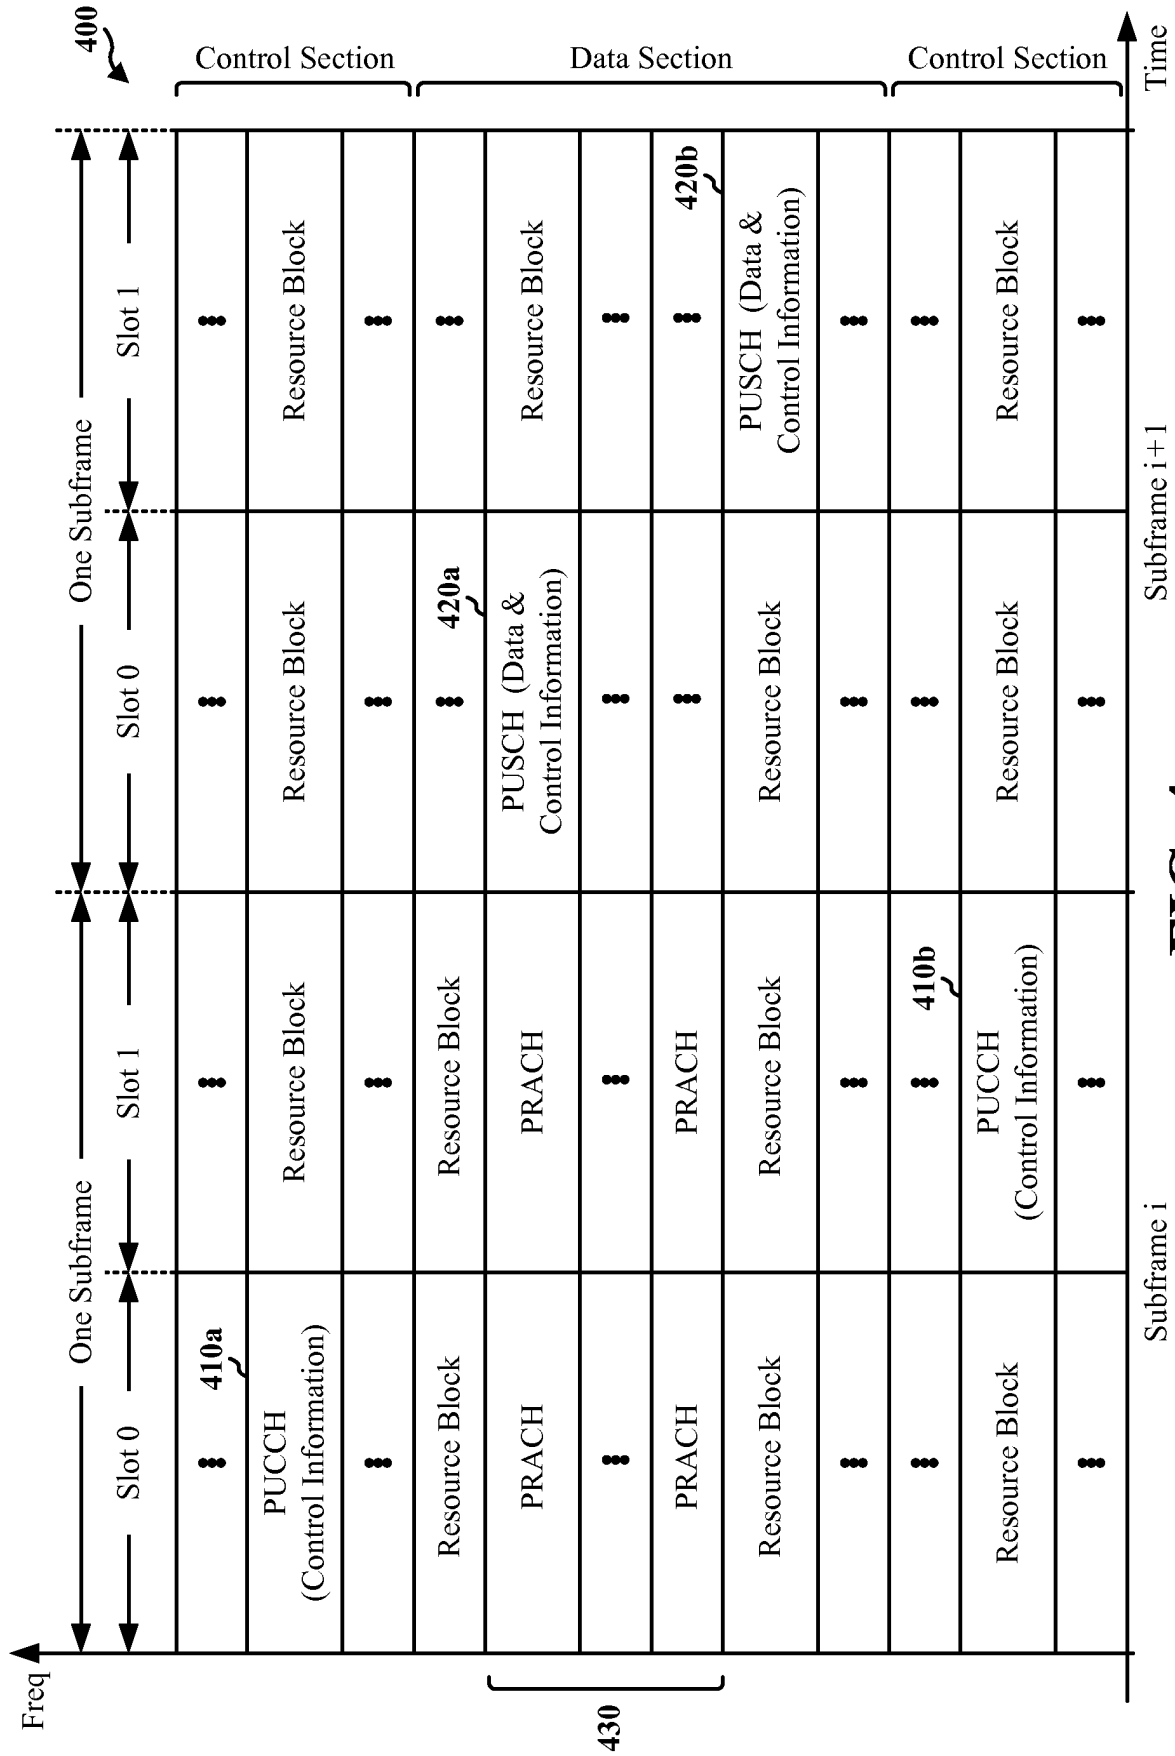 400
Freq
One Subframe
One Subframe
Slot 0
Slot 1
Slot 0
Slot 1
Control Section
Data Section
Control Section
410a
PUCCH
(Control Information)
Resource Block
Resource Block
Resource Block
420a
Resource Block
Resource Block
430
PRACH
PRACH
PUSCH (Data &
Control Information)
Resource Block
420b
PRACH
PRACH
Resource Block
Resource Block
Resource Block
PUSCH (Data &
Control Information)
410b
Resource Block
PUCCH
(Control Information)
Resource Block
Resource Block
Subframe i
Subframe i+1
Time